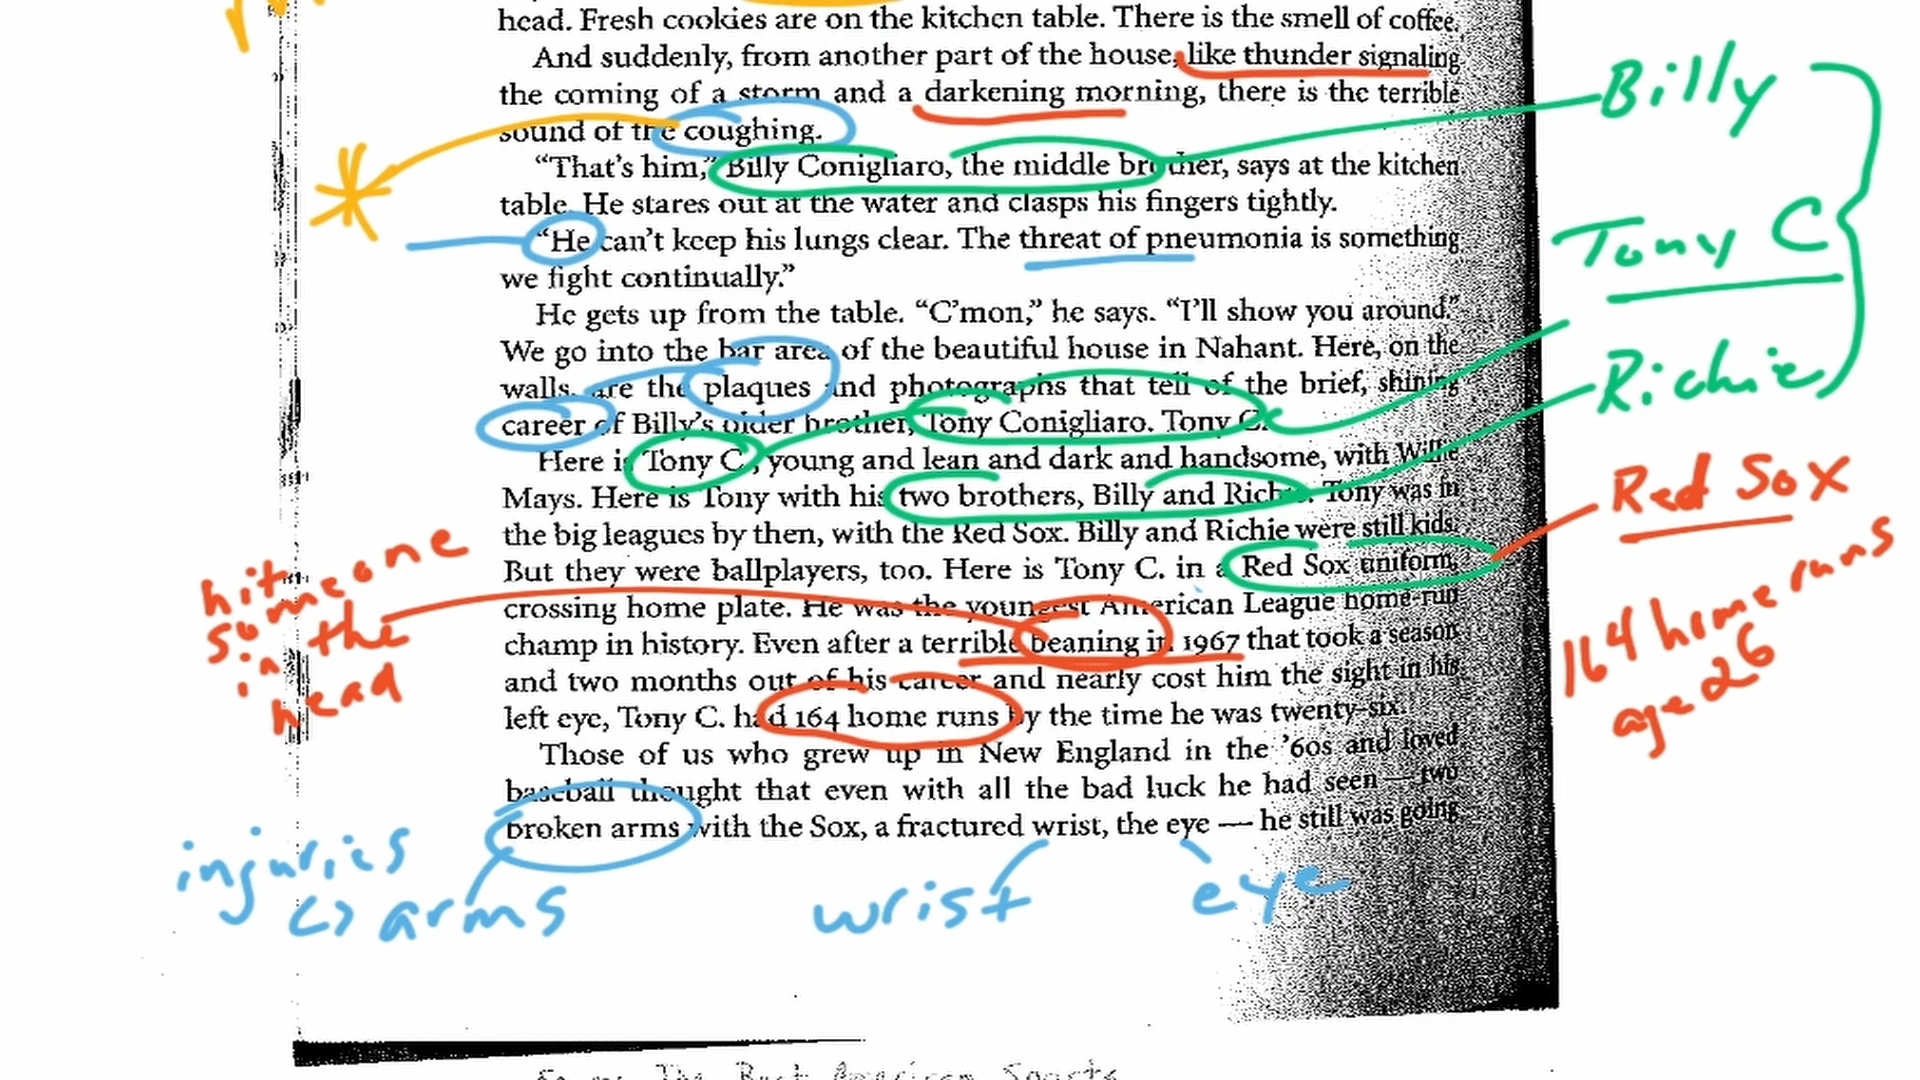 head. Fresh cookies are on the kitchen table. There is the smell of coffee.
And suddenly, from another part of the house, like thunder signaling
the coming of a storm and a darkening morning, there is the terrible
sound of the coughing.
"That's him," Billy Conigliaro, the middle brother, says at the kitchen
table. He stares out at the water and clasps his fingers tightly.
"He can't keep his lungs clear. The threat of pneumonia is something
we fight continually."
He gets up from the table. "C'mon," he says. "I'll show you around."
We go into the bar area of the beautiful house in Nahant. Here, on the
walls, are the plaques and photographs that tell of the brief, shining
career of Billy's older brother, Tony Conigliaro. Tony C.
Here is Tony C., young and lean and dark and handsome, with Willie
Mays. Here is Tony with his two brothers, Billy and Richie. Tony was in
the big leagues by then, with the Red Sox. Billy and Richie were still kids.
But they were ballplayers, too. Here is Tony C. in a Red Sox uniform,
crossing home plate. He was the youngest American League home-run
champ in history. Even after a terrible beaning in 1967 that took a season
and two months out of his career and nearly cost him the sight in his
left eye, Tony C. had 164 home runs by the time he was twenty-six.
Those of us who grew up in New England in the '60s and loved
baseball thought that even with all the bad luck he had seen — two
broken arms with the Sox, a fractured wrist, the eye — he still was going
Billy
Tony C
Richie
Red Sox
164 home runs
age 26
hit
someone
in the
head
injuries
<> arms
wrist
eye
The Best American Sports